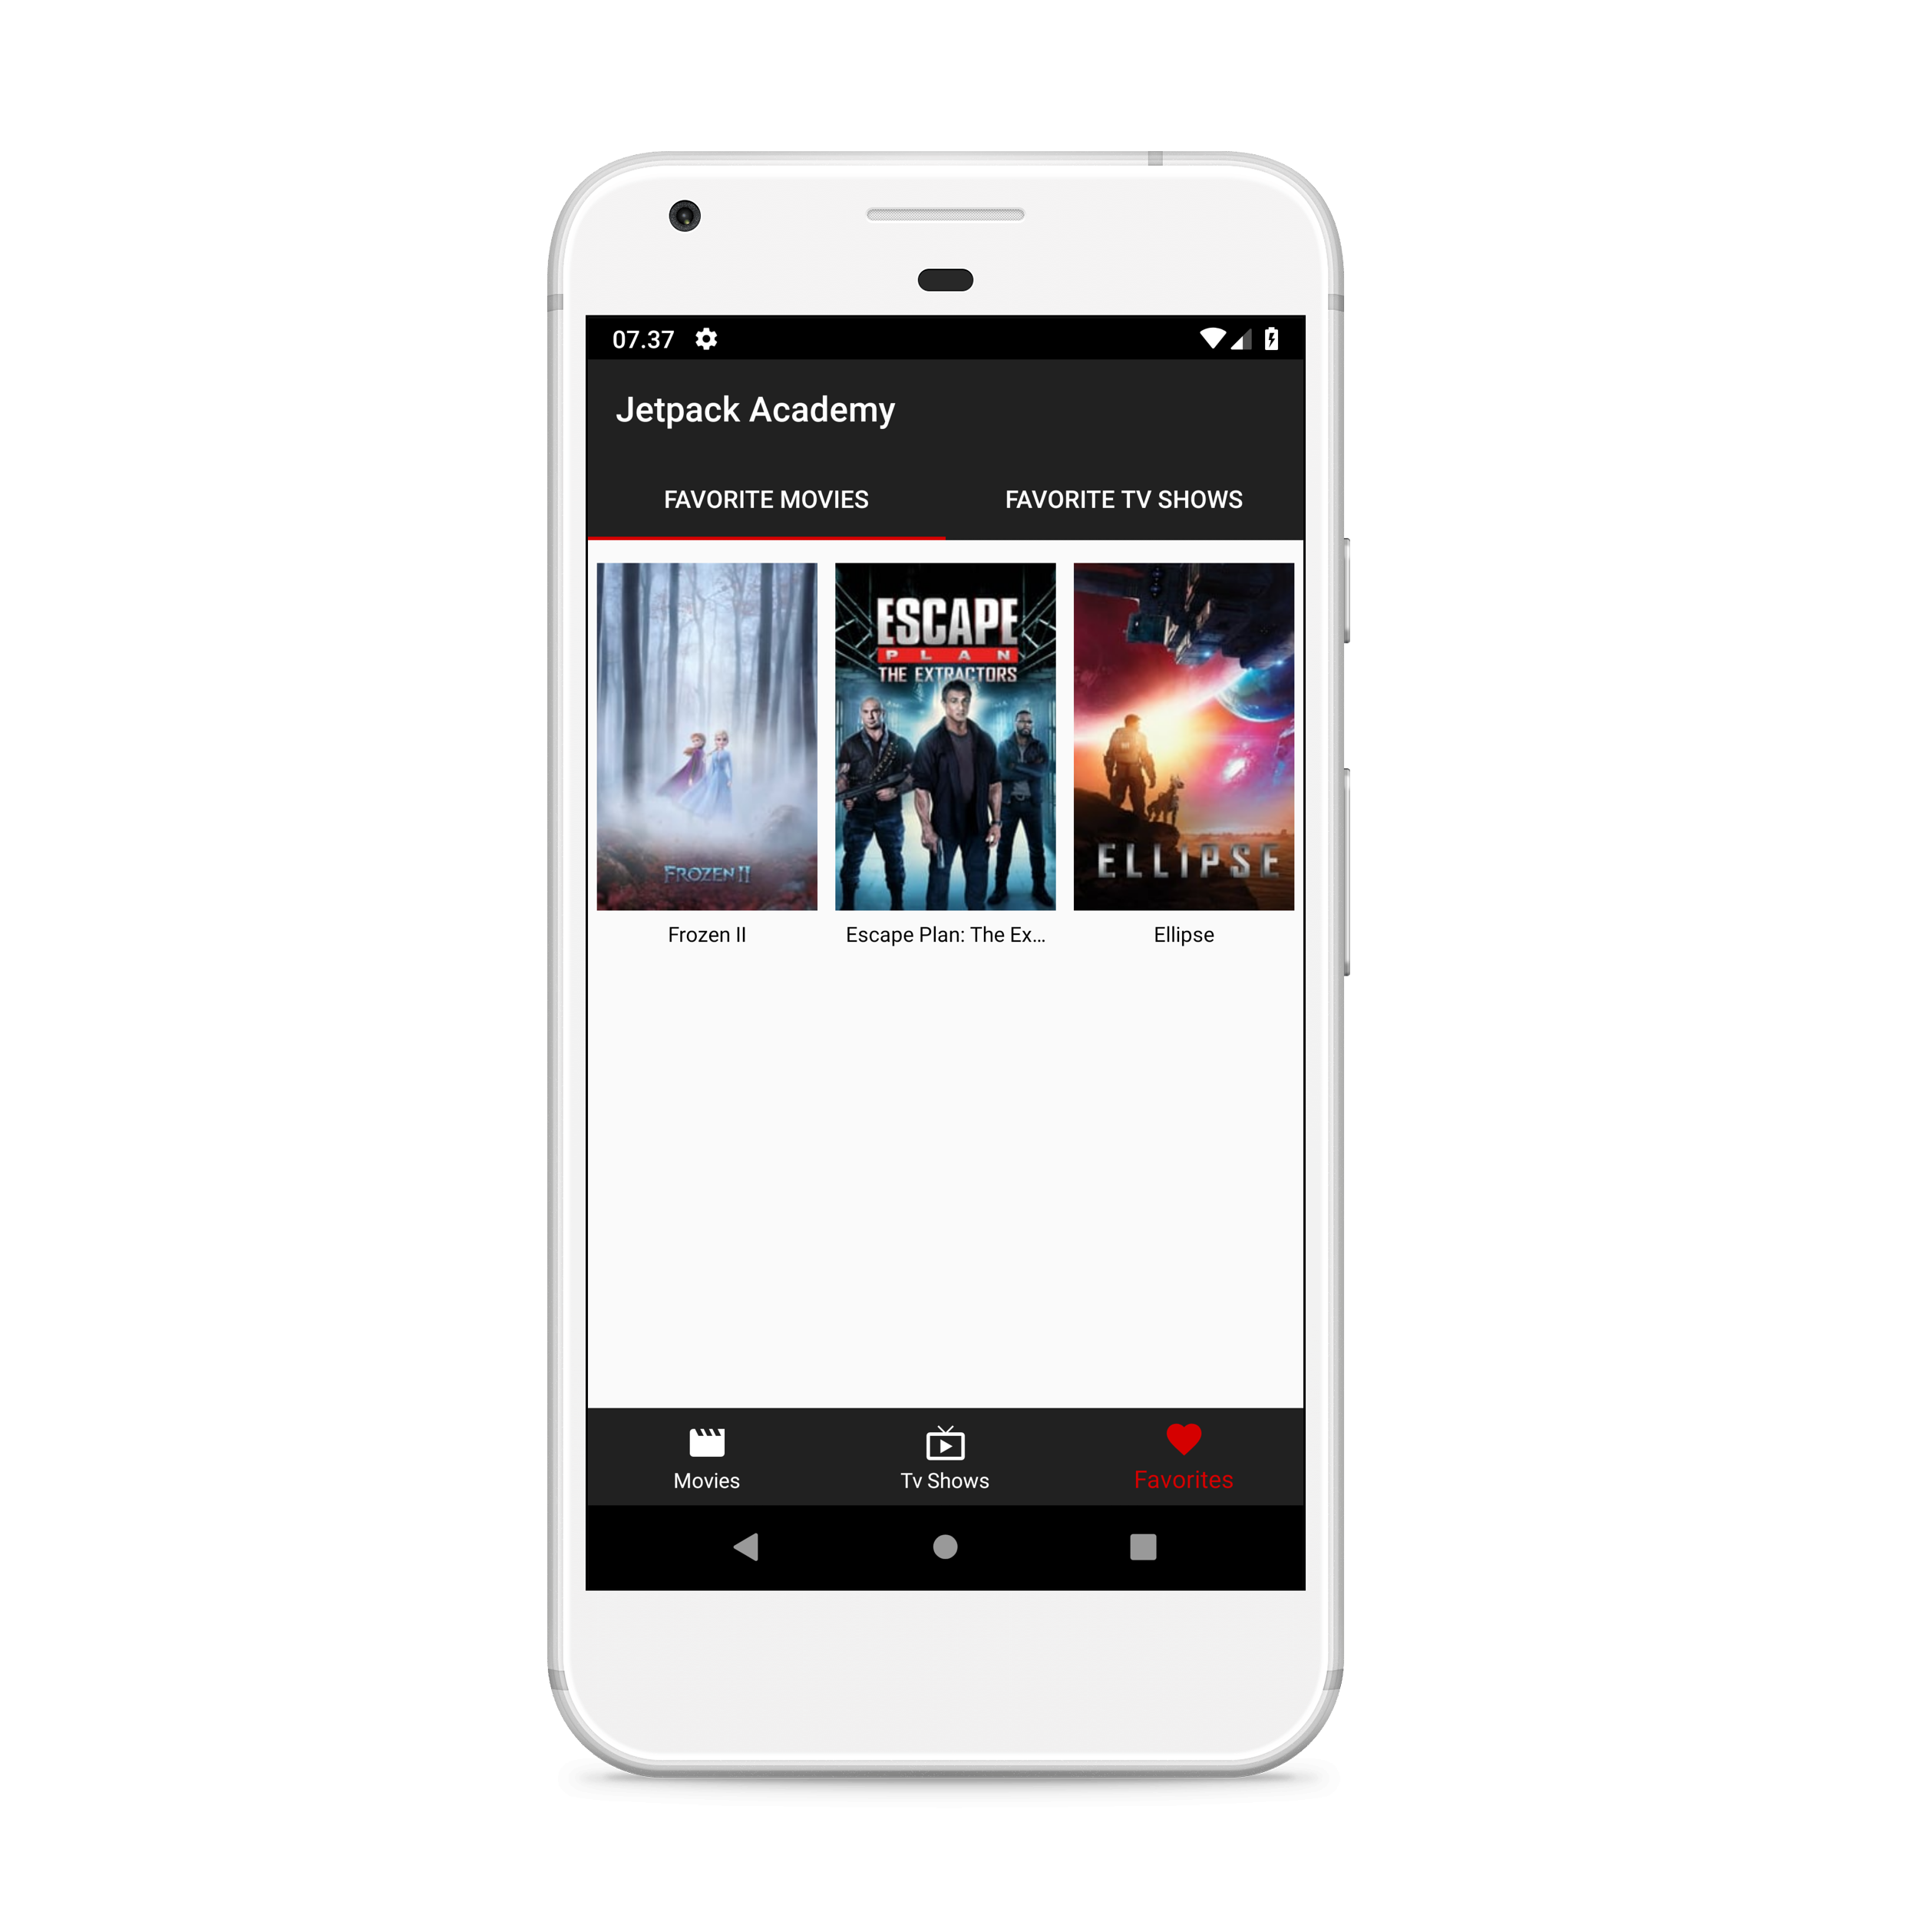 07.37
Jetpack Academy
FAVORITE MOVIES
FAVORITE TV SHOWS
FROZEN II
ESCAPE
PLAN
THE EXTRACTORS
ELLIPSE
Frozen II
Escape Plan: The Ex...
Ellipse
Movies
Tv Shows
Favorites